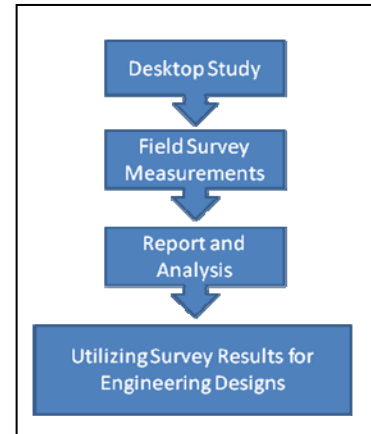 Desktop Study
Field Survey
Measurements
Report and
Analysis
Utilizing Survey Results for
Engineering Designs